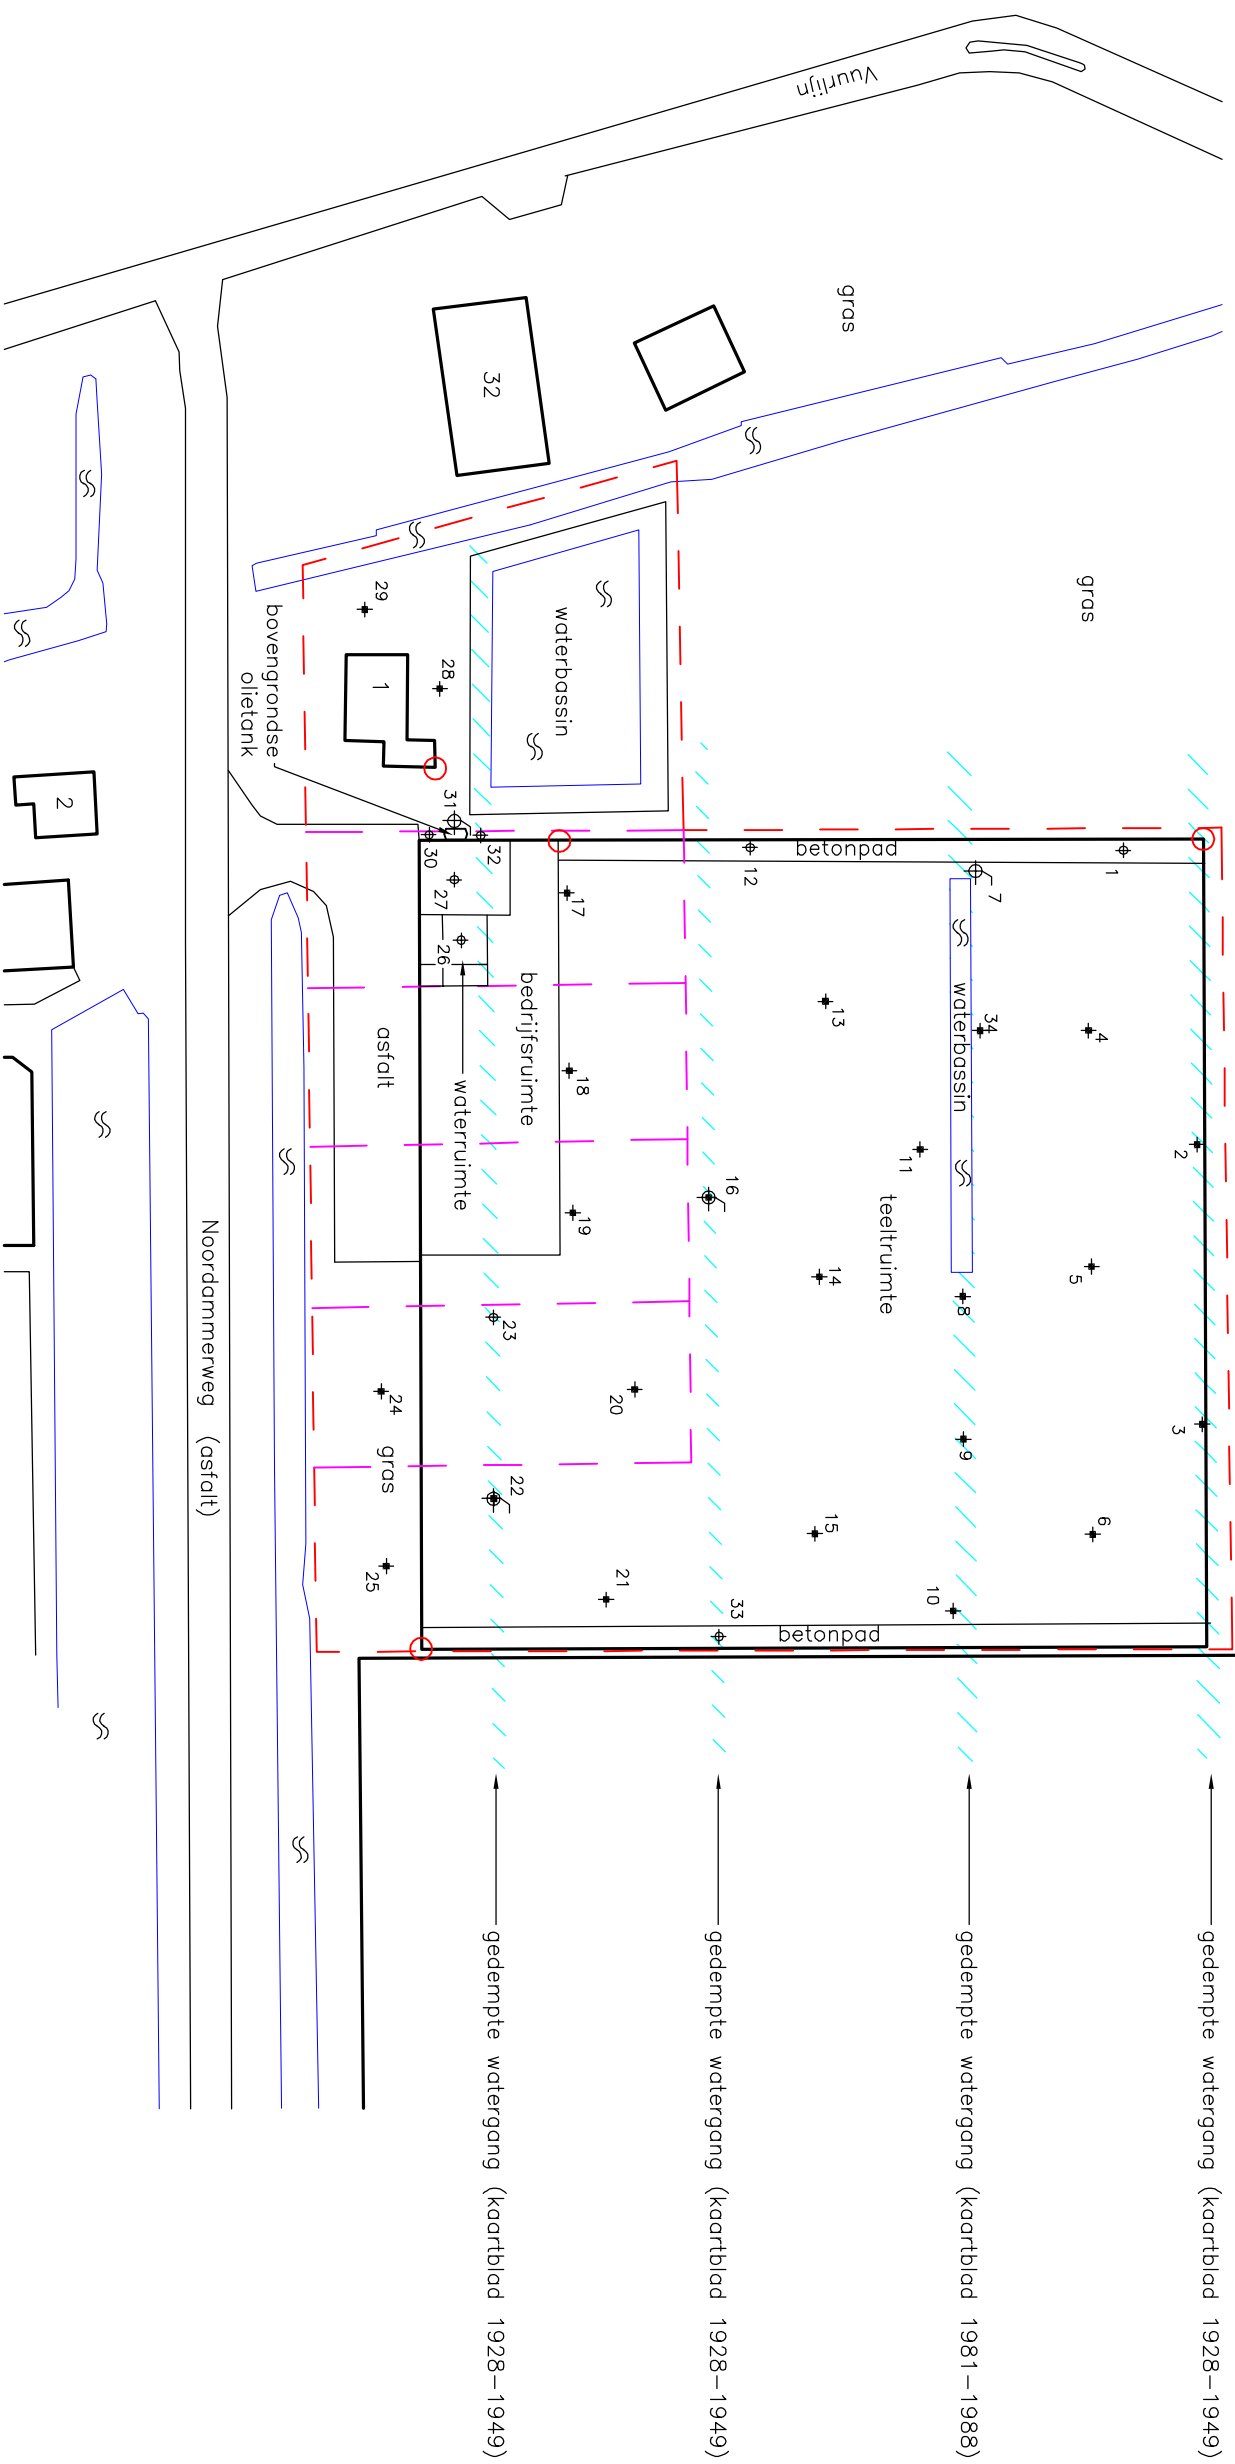 Vuurlijn
gras
32
gras
29
28
1
bovengrondse
olietank
waterbassin
2
31
30
32
27
26
17
12
betonpad
1
7
waterbassin
34
4
2
13
11
bedrijfsruimte
waterruimte
asfalt
18
19
16
teeltruimte
14
5
8
9
3
6
15
10
23
20
24
gras
22
25
21
33
betonpad
Noordammerweg (asfalt)
gedempte watergang (kaartblad 1928-1949)
gedempte watergang (kaartblad 1981-1988)
gedempte watergang (kaartblad 1928-1949)
gedempte watergang (kaartblad 1928-1949)